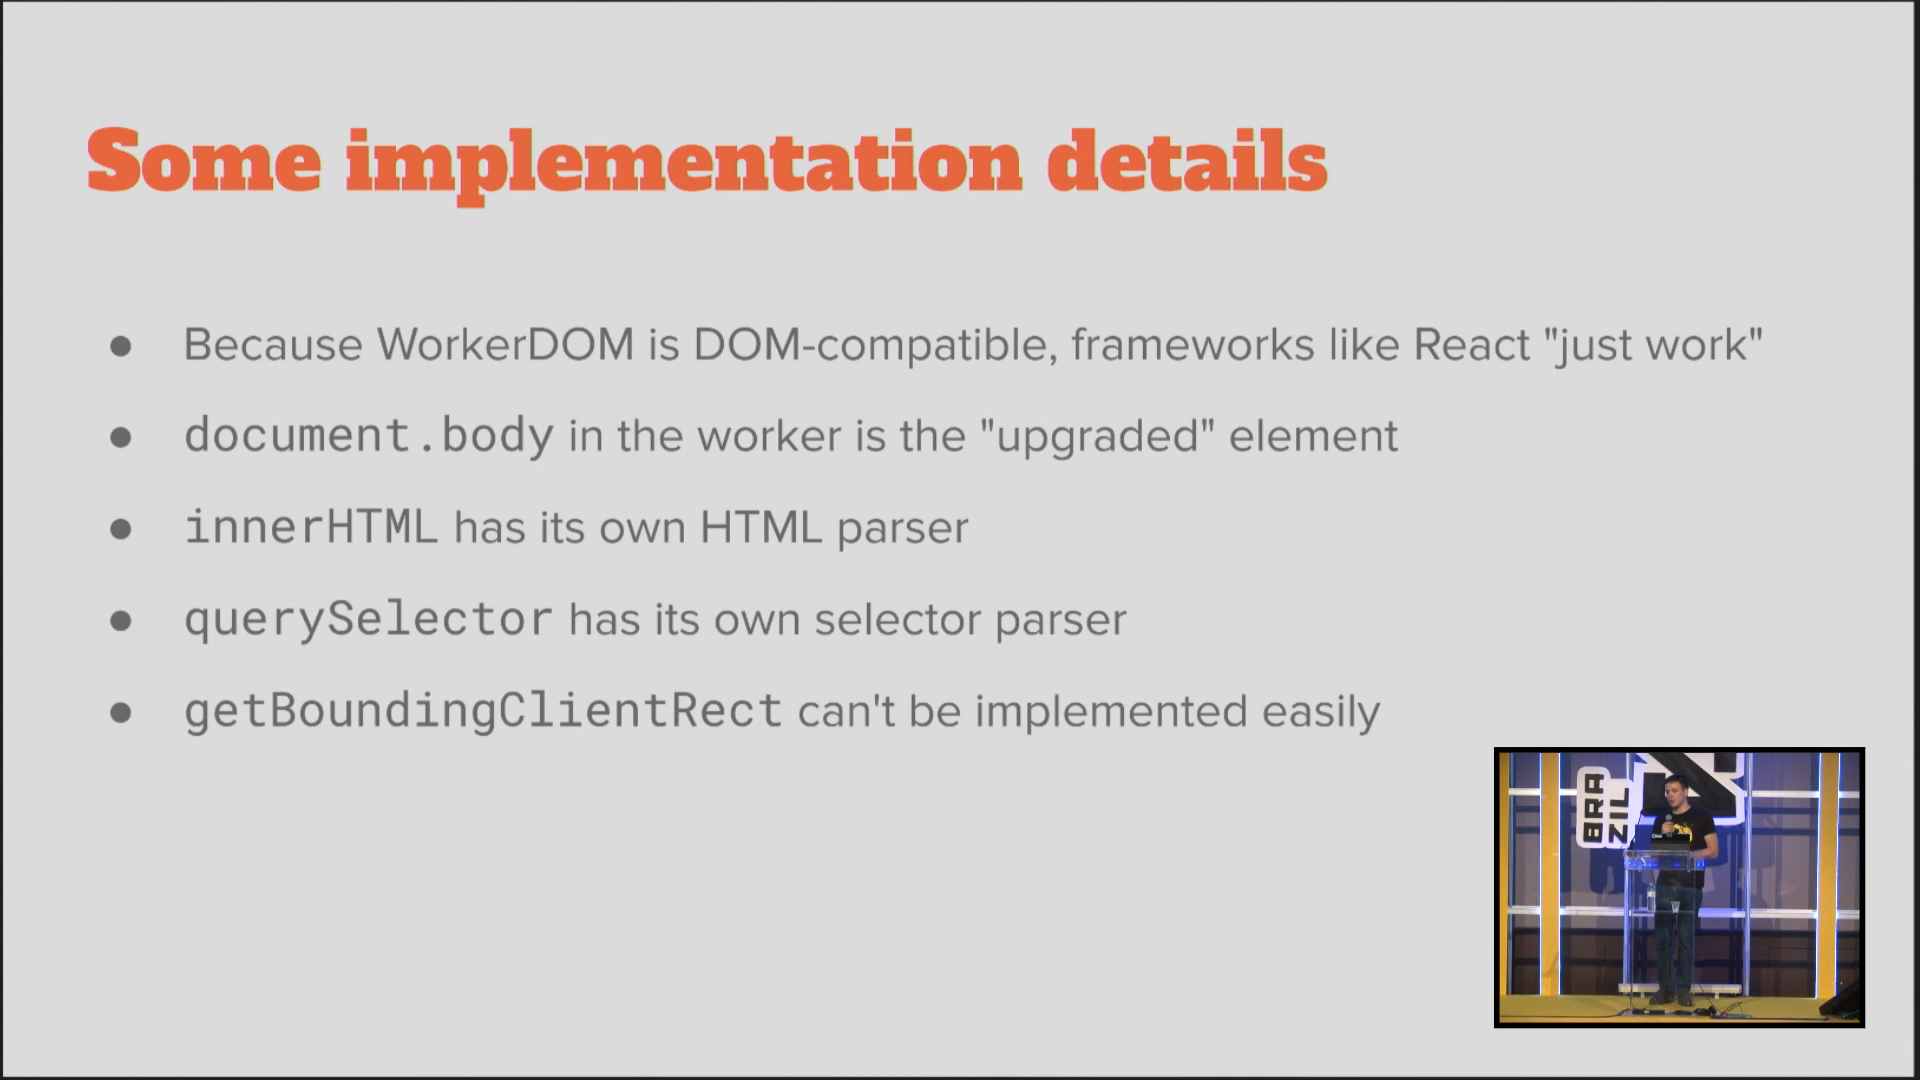 Some implementation details
● Because WorkerDOM is DOM-compatible, frameworks like React "just work"
● document.body in the worker is the "upgraded" element
● innerHTML has its own HTML parser
● querySelector has its own selector parser
● getBoundingClientRect can't be implemented easily
BRA
ZIL